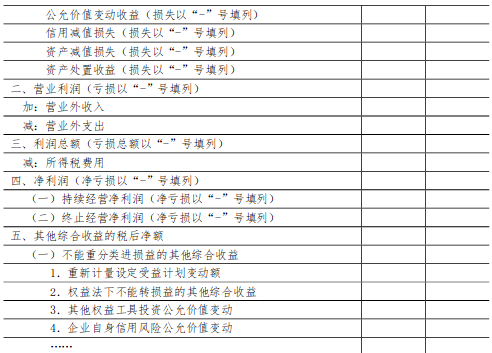 公允价值变动收益（损失以“-”号填列）
信用减值损失（损失以“-”号填列）
资产减值损失（损失以“-”号填列）
资产处置收益（损失以“-”号填列）
二、营业利润（亏损以“-”号填列）
加：营业外收入
减：营业外支出
三、利润总额（亏损总额以“-”号填列）
减：所得税费用
四、净利润（净亏损以“-”号填列）
（一）持续经营净利润（净亏损以“-”号填列）
（二）终止经营净利润（净亏损以“-”号填列）
五、其他综合收益的税后净额
（一）不能重分类进损益的其他综合收益
1．重新计量设定受益计划变动额
2．权益法下不能转损益的其他综合收益
3．其他权益工具投资公允价值变动
4．企业自身信用风险公允价值变动
……